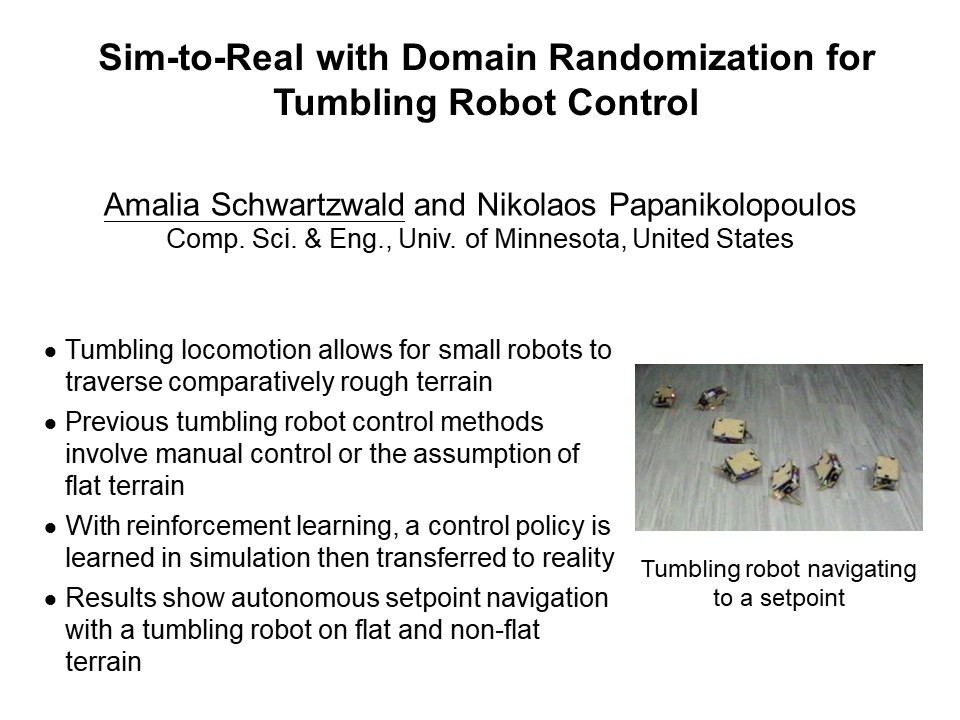 Sim-to-Real with Domain Randomization for
Tumbling Robot Control
Amalia Schwartzwald and Nikolaos Papanikolopoulos
Comp. Sci. & Eng., Univ. of Minnesota, United States
• Tumbling locomotion allows for small robots to
traverse comparatively rough terrain
• Previous tumbling robot control methods
involve manual control or the assumption of
flat terrain
• With reinforcement learning, a control policy is
learned in simulation then transferred to reality
• Results show autonomous setpoint navigation
with a tumbling robot on flat and non-flat
terrain
Tumbling robot navigating
to a setpoint